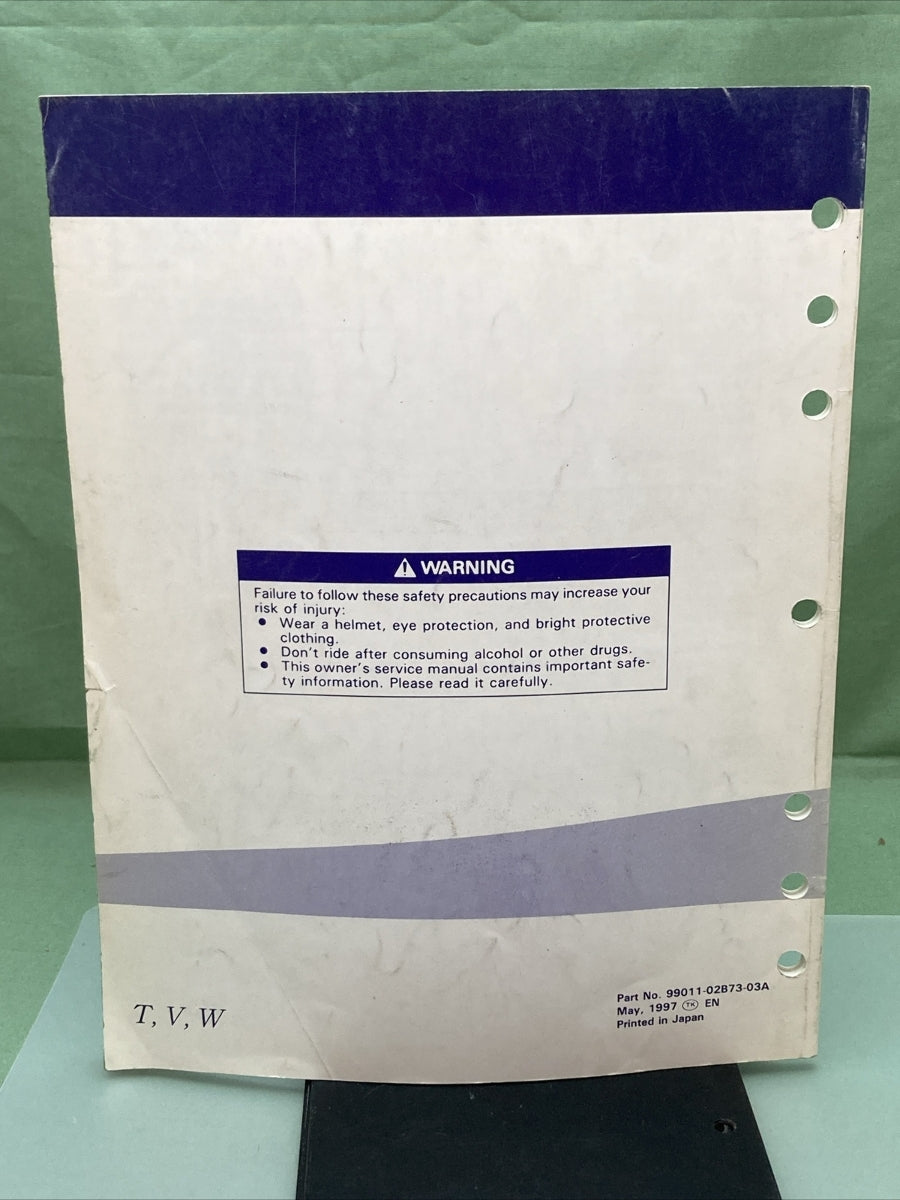 ⚠ WARNING
Failure to follow these safety precautions may increase your
risk of injury:
● Wear a helmet, eye protection, and bright protective
clothing.
● Don't ride after consuming alcohol or other drugs.
● This owner's service manual contains important safe-
ty information. Please read it carefully.
T, V, W
Part No. 99011-02B73-03A
May, 1997 TK EN
Printed in Japan